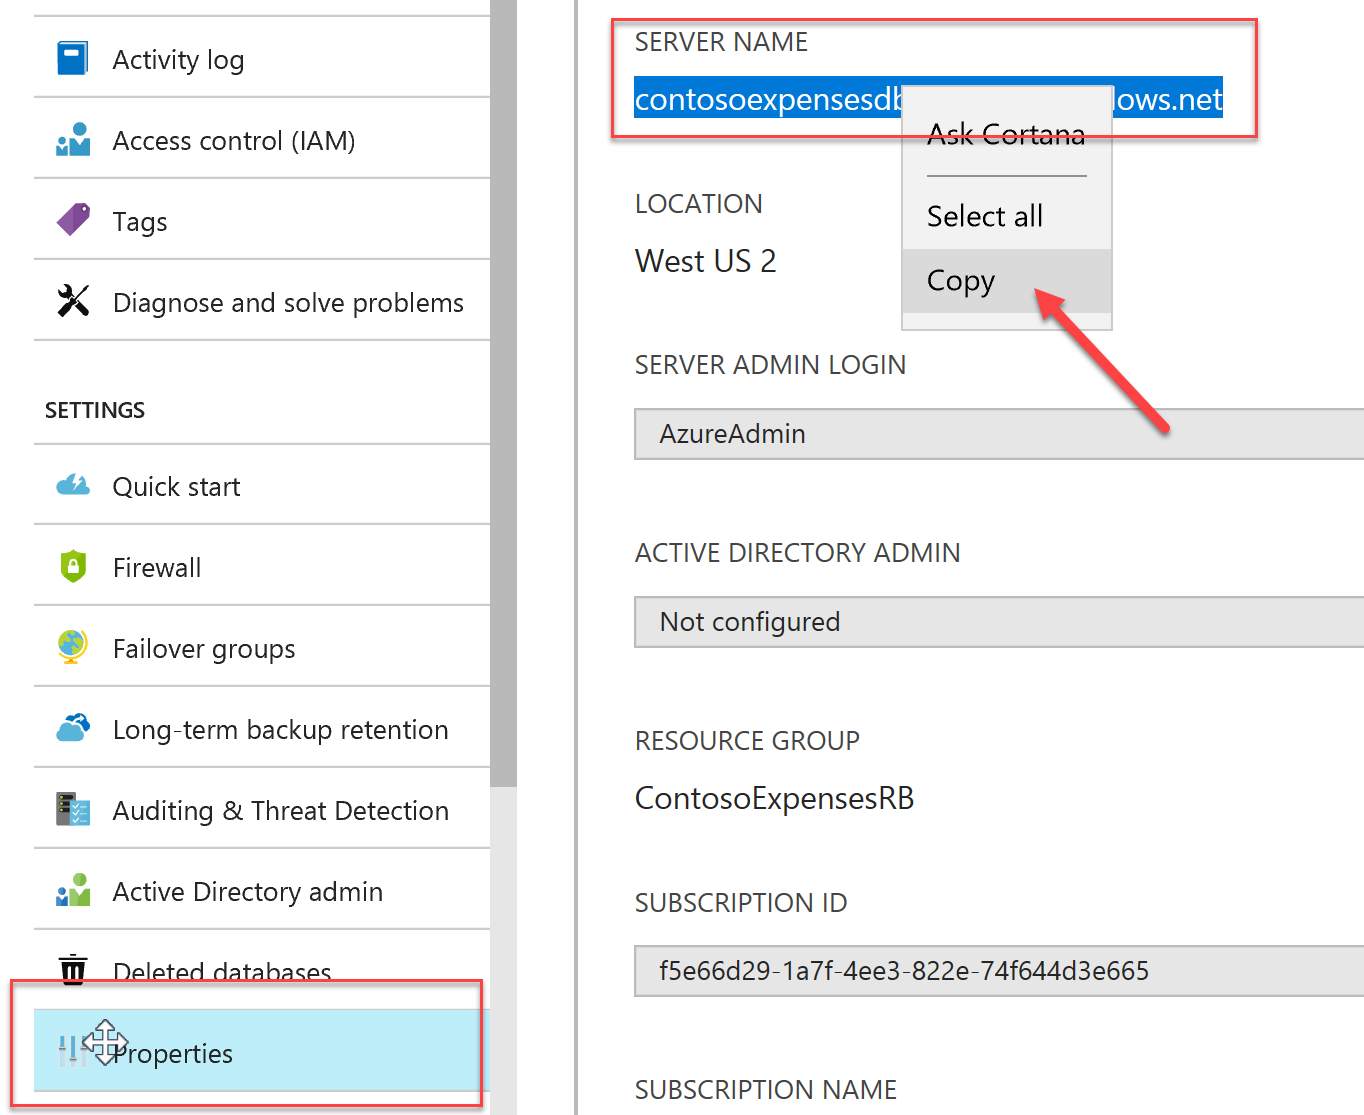 Activity log
Access control (IAM)
Tags
Diagnose and solve problems
SETTINGS
Quick start
Firewall
Failover groups
Long-term backup retention
Auditing & Threat Detection
Active Directory admin
Deleted databases
Properties
SERVER NAME
contosoexpensesdb lows.net
Ask Cortana
Select all
Copy
LOCATION
West US 2
SERVER ADMIN LOGIN
AzureAdmin
ACTIVE DIRECTORY ADMIN
Not configured
RESOURCE GROUP
ContosoExpensesRB
SUBSCRIPTION ID
f5e66d29-1a7f-4ee3-822e-74f644d3e665
SUBSCRIPTION NAME